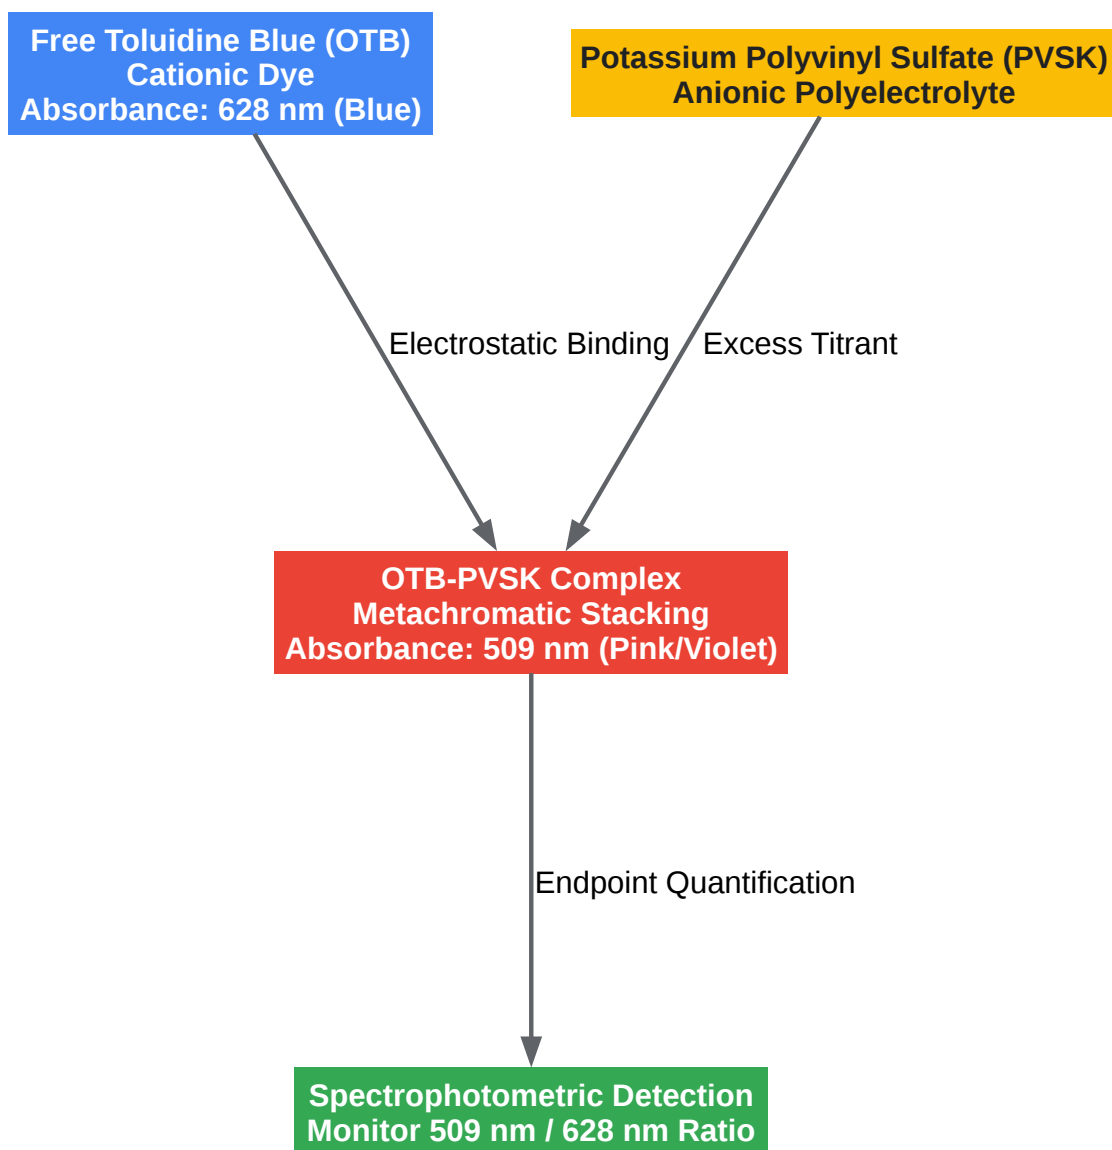 Free Toluidine Blue (OTB)
Cationic Dye
Absorbance: 628 nm (Blue)
Potassium Polyvinyl Sulfate (PVSK)
Anionic Polyelectrolyte
Electrostatic Binding
Excess Titrant
OTB-PVSK Complex
Metachromatic Stacking
Absorbance: 509 nm (Pink/Violet)
Endpoint Quantification
Spectrophotometric Detection
Monitor 509 nm / 628 nm Ratio